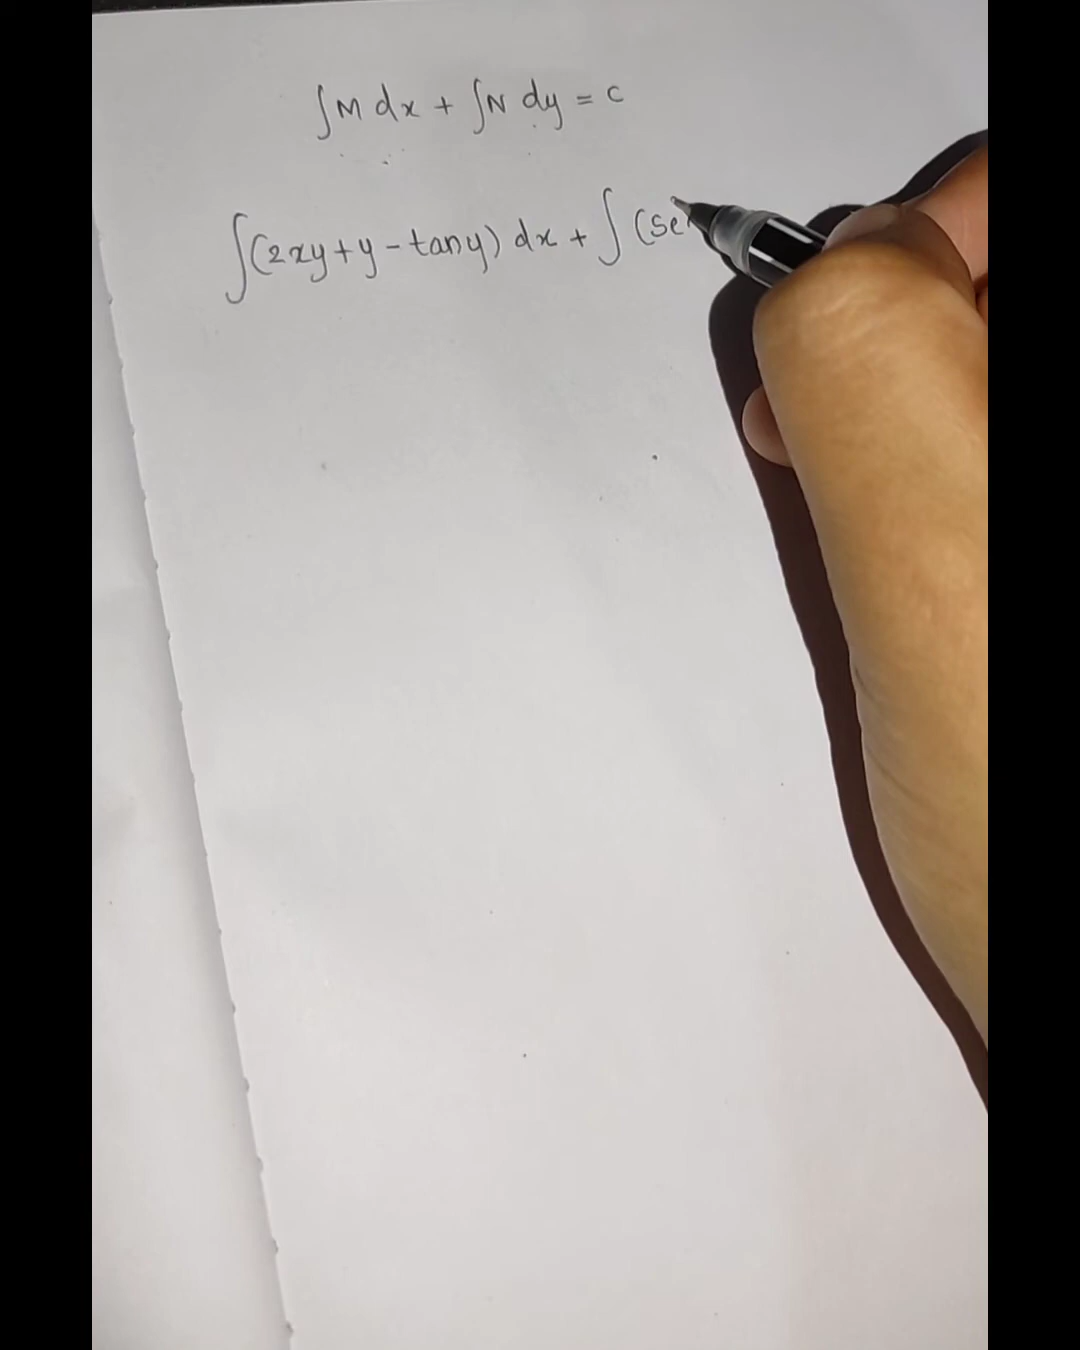 ∫M dx + ∫N dy = c
∫(2xy+y-tany) dx + ∫(se